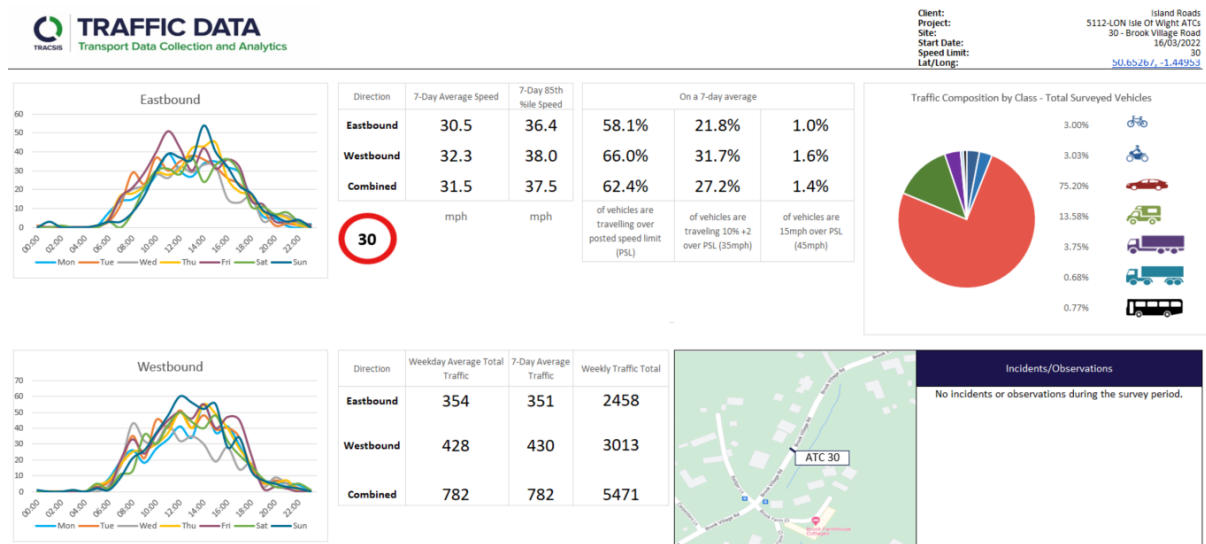 TRACSIS
TRAFFIC DATA
Transport Data Collection and Analytics
Client: Island Roads
Project: 5112-LON Isle Of Wight ATCs
Site: 30 - Brook Village Road
Start Date: 16/03/2022
Speed Limit: 30
Lat/Long: 50.65267, -1.44953
Eastbound
60
50
40
30
20
10
0
00:00 02:00 04:00 06:00 08:00 10:00 12:00 14:00 16:00 18:00 20:00 22:00
Mon Tue Wed Thu Fri Sat Sun
Direction 7-Day Average Speed 7-Day 85th %ile Speed On a 7-day average
Eastbound 30.5 36.4 58.1% 21.8% 1.0%
Westbound 32.3 38.0 66.0% 31.7% 1.6%
Combined 31.5 37.5 62.4% 27.2% 1.4%
30
mph mph
of vehicles are travelling over posted speed limit (PSL)
of vehicles are traveling 10% +2 over PSL (35mph)
of vehicles are 15mph over PSL (45mph)
Traffic Composition by Class - Total Surveyed Vehicles
3.00%
3.03%
75.20%
13.58%
3.75%
0.68%
0.77%
Westbound
70
60
50
40
30
20
10
0
00:00 02:00 04:00 06:00 08:00 10:00 12:00 14:00 16:00 18:00 20:00 22:00
Mon Tue Wed Thu Fri Sat Sun
Direction Weekday Average Total Traffic 7-Day Average Traffic Weekly Traffic Total
Eastbound 354 351 2458
Westbound 428 430 3013
Combined 782 782 5471
Brook Village Rd
Brook Village Rd
ATC 30
Brook Village Rd
Brook Village Rd
Incidents/Observations
No incidents or observations during the survey period.